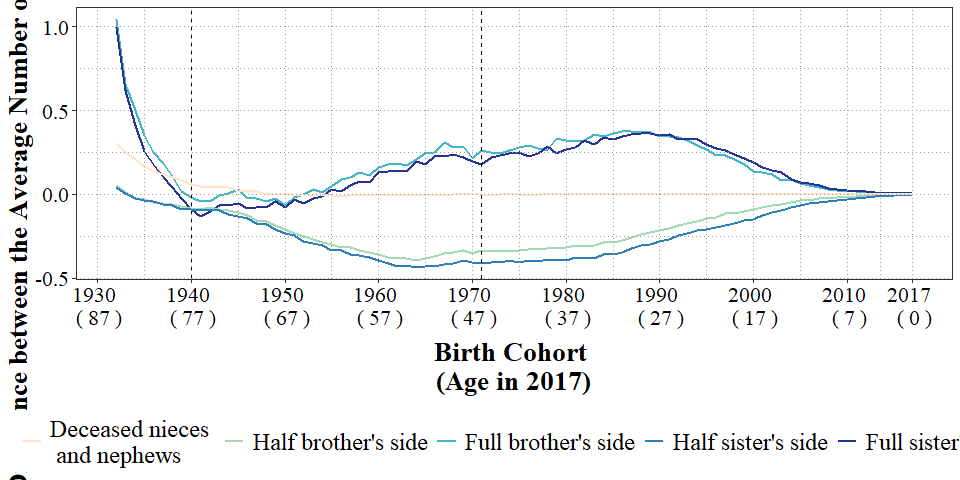 nce between the Average Number o
1.0
0.5
0.0
-0.5
1930 1940 1950 1960 1970 1980 1990 2000 2010 2017
( 87 ) ( 77 ) ( 67 ) ( 57 ) ( 47 ) ( 37 ) ( 27 ) ( 17 ) ( 7 ) ( 0 )
Birth Cohort
(Age in 2017)
Deceased nieces
and nephews
Half brother's side
Full brother's side
Half sister's side
Full sister